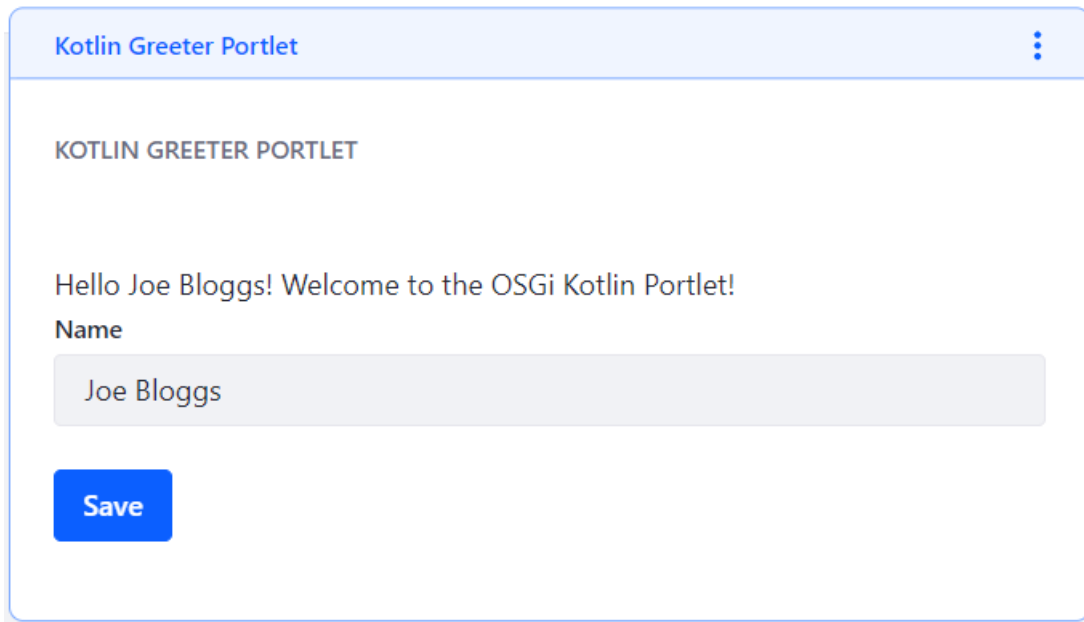 Kotlin Greeter Portlet
KOTLIN GREETER PORTLET
Hello Joe Bloggs! Welcome to the OSGi Kotlin Portlet!
Name
Joe Bloggs
Save